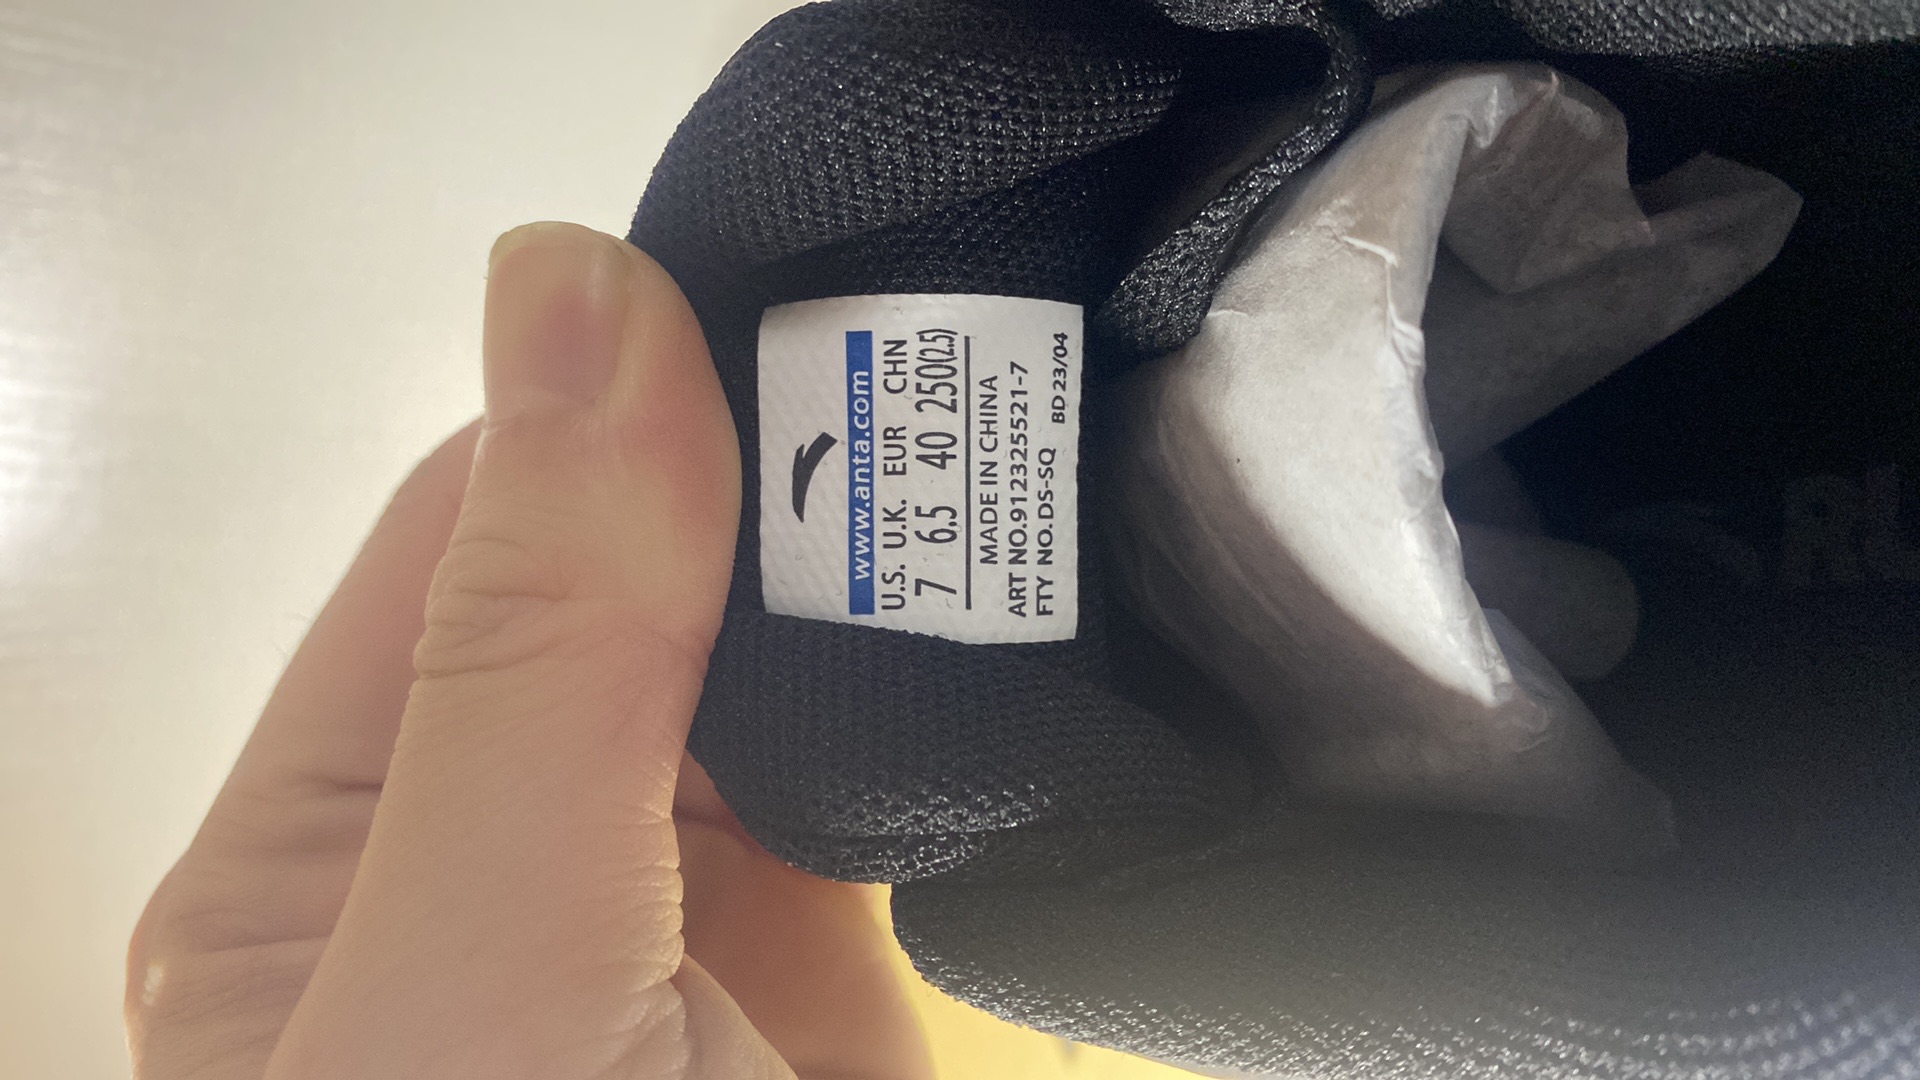 www.anta.com
U.S. U.K. EUR CHN
7 6.5 40 250(2.5)
MADE IN CHINA
ART NO.912325521-7
FTY NO.DS-SQ BD 23/04